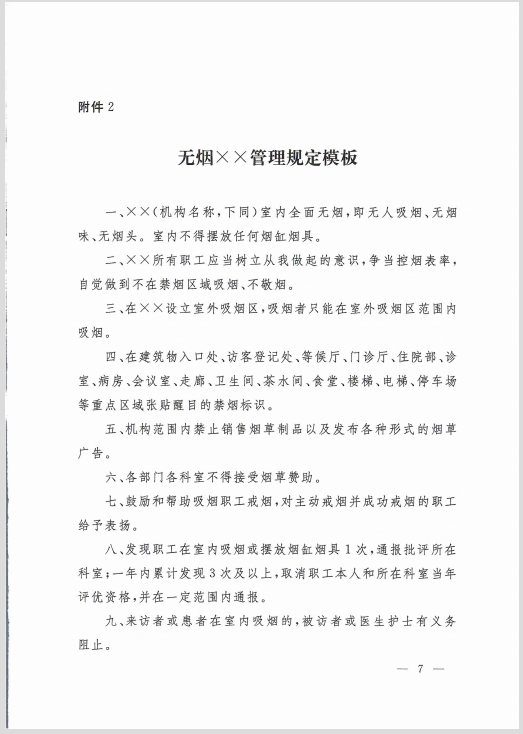 附件 2
无烟××管理规定模板
一、××(机构名称,下同)室内全面无烟,即无人吸烟、无烟
味、无烟头。室内不得摆放任何烟缸烟具。
二、××所有职工应当树立从我做起的意识,争当控烟表率,
自觉做到不在禁烟区域吸烟、不敬烟。
三、在××设立室外吸烟区,吸烟者只能在室外吸烟区范围内
吸烟。
四、在建筑物入口处、访客登记处、等候厅、门诊厅、住院部、诊
室、病房、会议室、走廊、卫生间、茶水间、食堂、楼梯、电梯、停车场
等重点区域张贴醒目的禁烟标识。
五、机构范围内禁止销售烟草制品以及发布各种形式的烟草
广告。
六、各部门各科室不得接受烟草赞助。
七、鼓励和帮助吸烟职工戒烟,对主动戒烟并成功戒烟的职工
给予表扬。
八、发现职工在室内吸烟或摆放烟缸烟具 1 次,通报批评所在
科室;一年内累计发现 3 次及以上,取消职工本人和所在科室当年
评优资格,并在一定范围内通报。
九、来访者或患者在室内吸烟的,被访者或医生护士有义务
阻止。
— 7 —